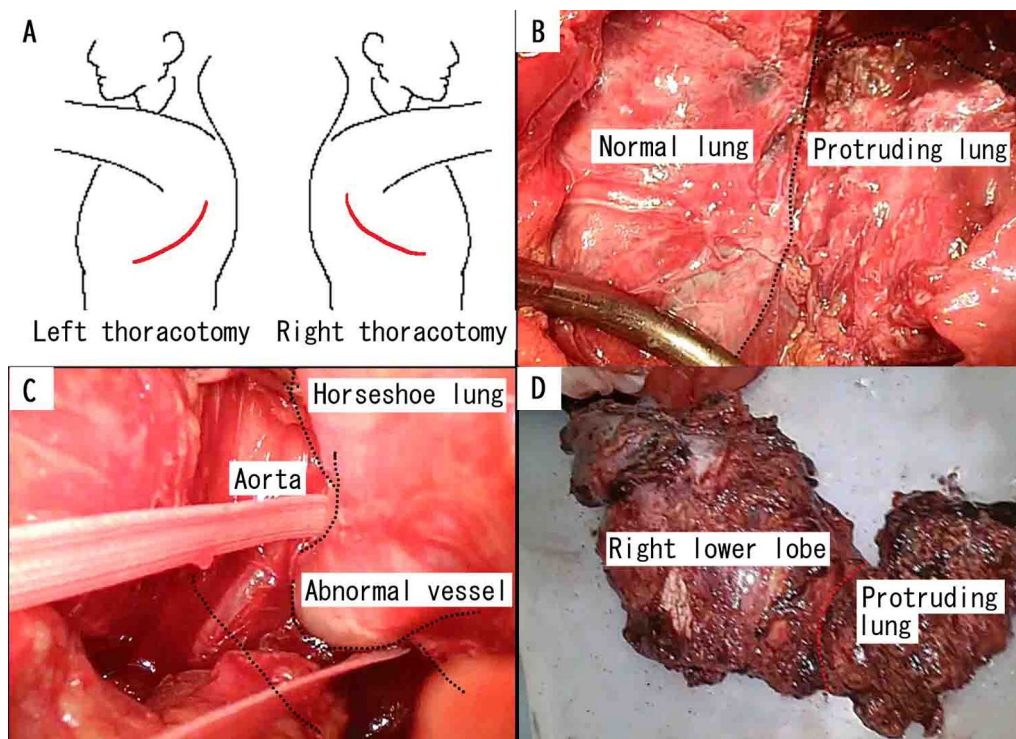 A
Left thoracotomy
Right thoracotomy
B
Normal lung
Protruding lung
C
Horseshoe lung
Aorta
Abnormal vessel
D
Right lower lobe
Protruding
lung